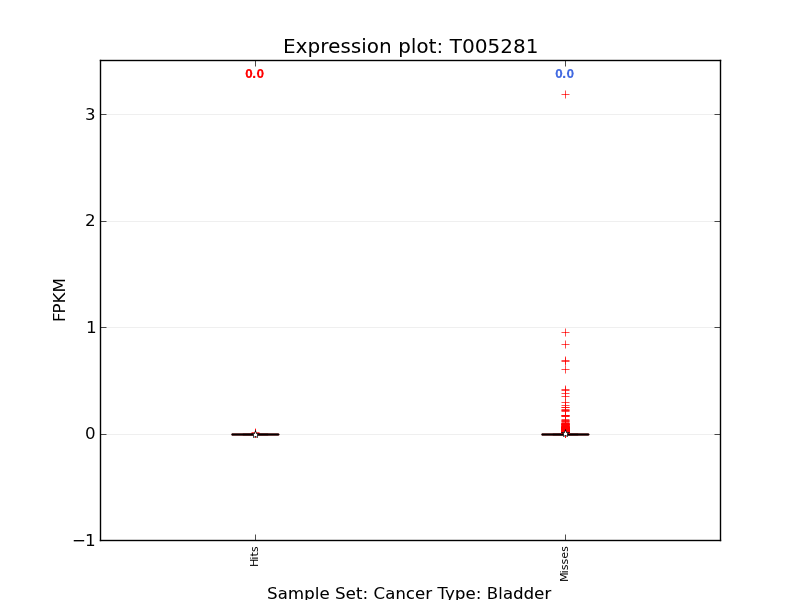 Expression plot: T005281
0.0
0.0
3
2
1
0
−1
FPKM
Hits
Misses
Sample Set: Cancer Type: Bladder